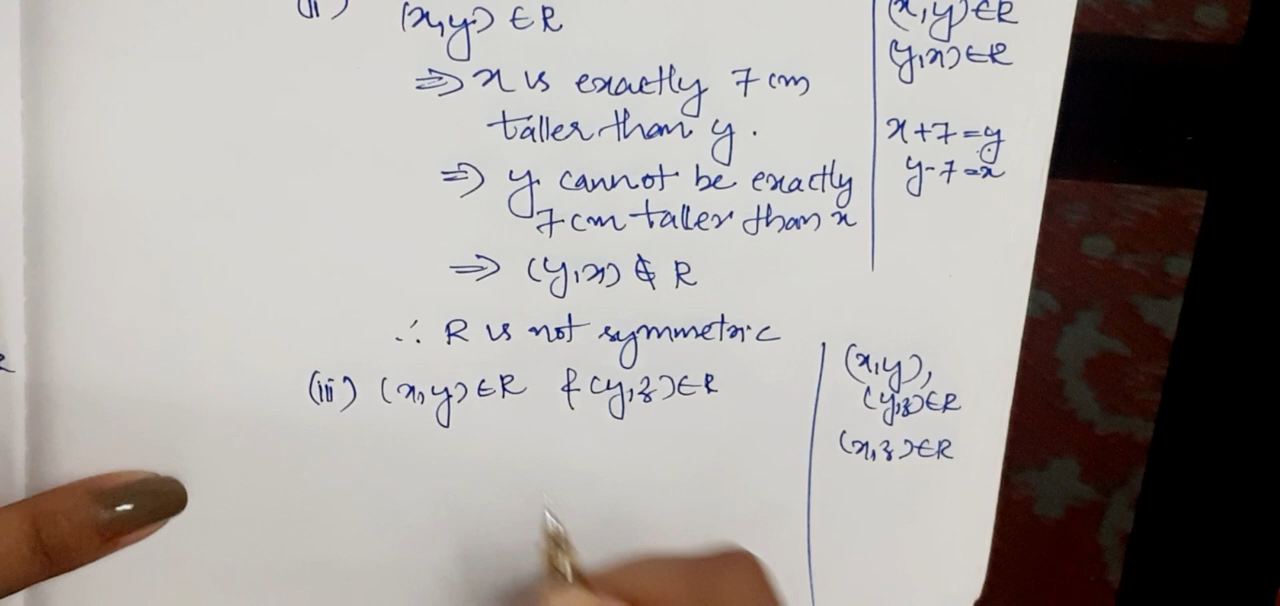 (ii) (x,y) ∈ R
⇒ x is exactly 7 cm
taller than y.
⇒ y cannot be exactly
7 cm taller than x
⇒ (y,x) ∉ R
∴ R is not symmetric
(iii) (x,y) ∈ R & (y,z) ∈ R
(x,y) ∈ R
(y,x) ∈ R
x+7=y
y-7=x
(x,y),
(y,z) ∈ R
(x,z) ∈ R